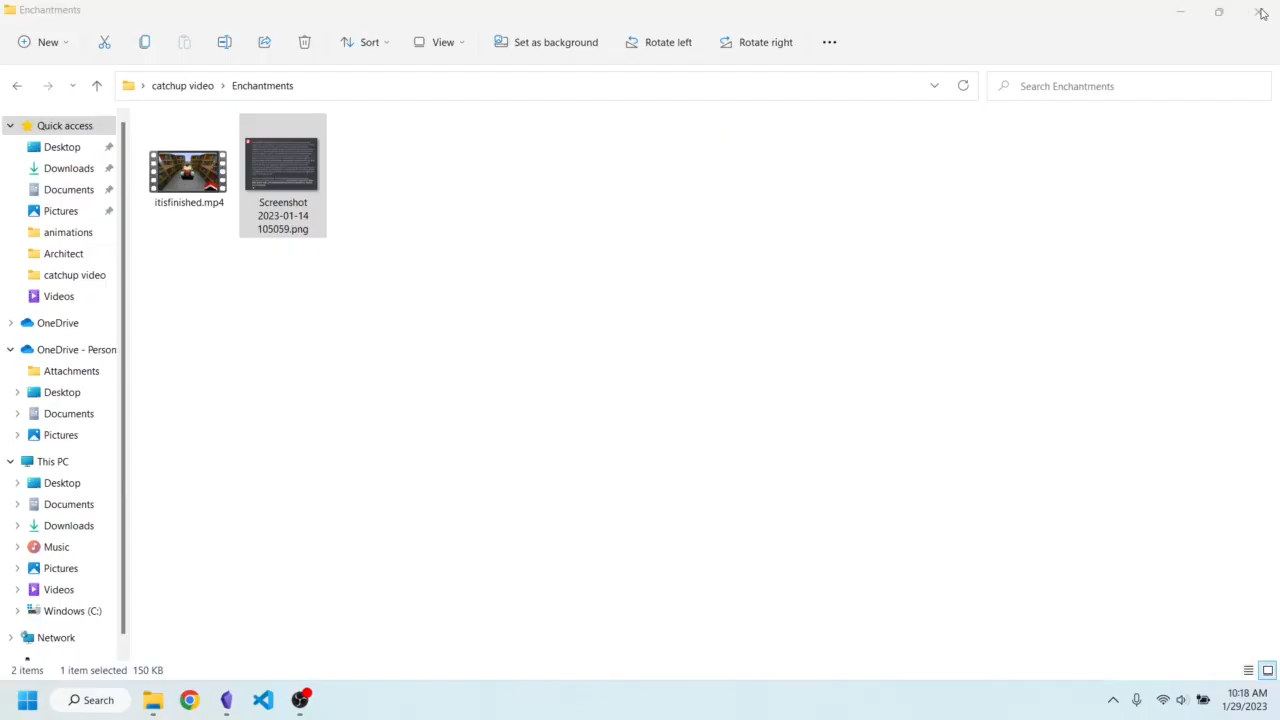 Enchantments
New
Sort
View
Set as background
Rotate left
Rotate right
catchup video
Enchantments
Search Enchantments
Quick access
Desktop
Downloads
Documents
Pictures
animations
Architect
catchup video
Videos
OneDrive
OneDrive - Person
Attachments
Desktop
Documents
Pictures
This PC
Desktop
Documents
Downloads
Music
Pictures
Videos
Windows (C:)
Network
itisfinished.mp4
Screenshot
2023-01-14
105059.png
2 items
1 item selected 150 KB
Search
10:18 AM
1/29/2023